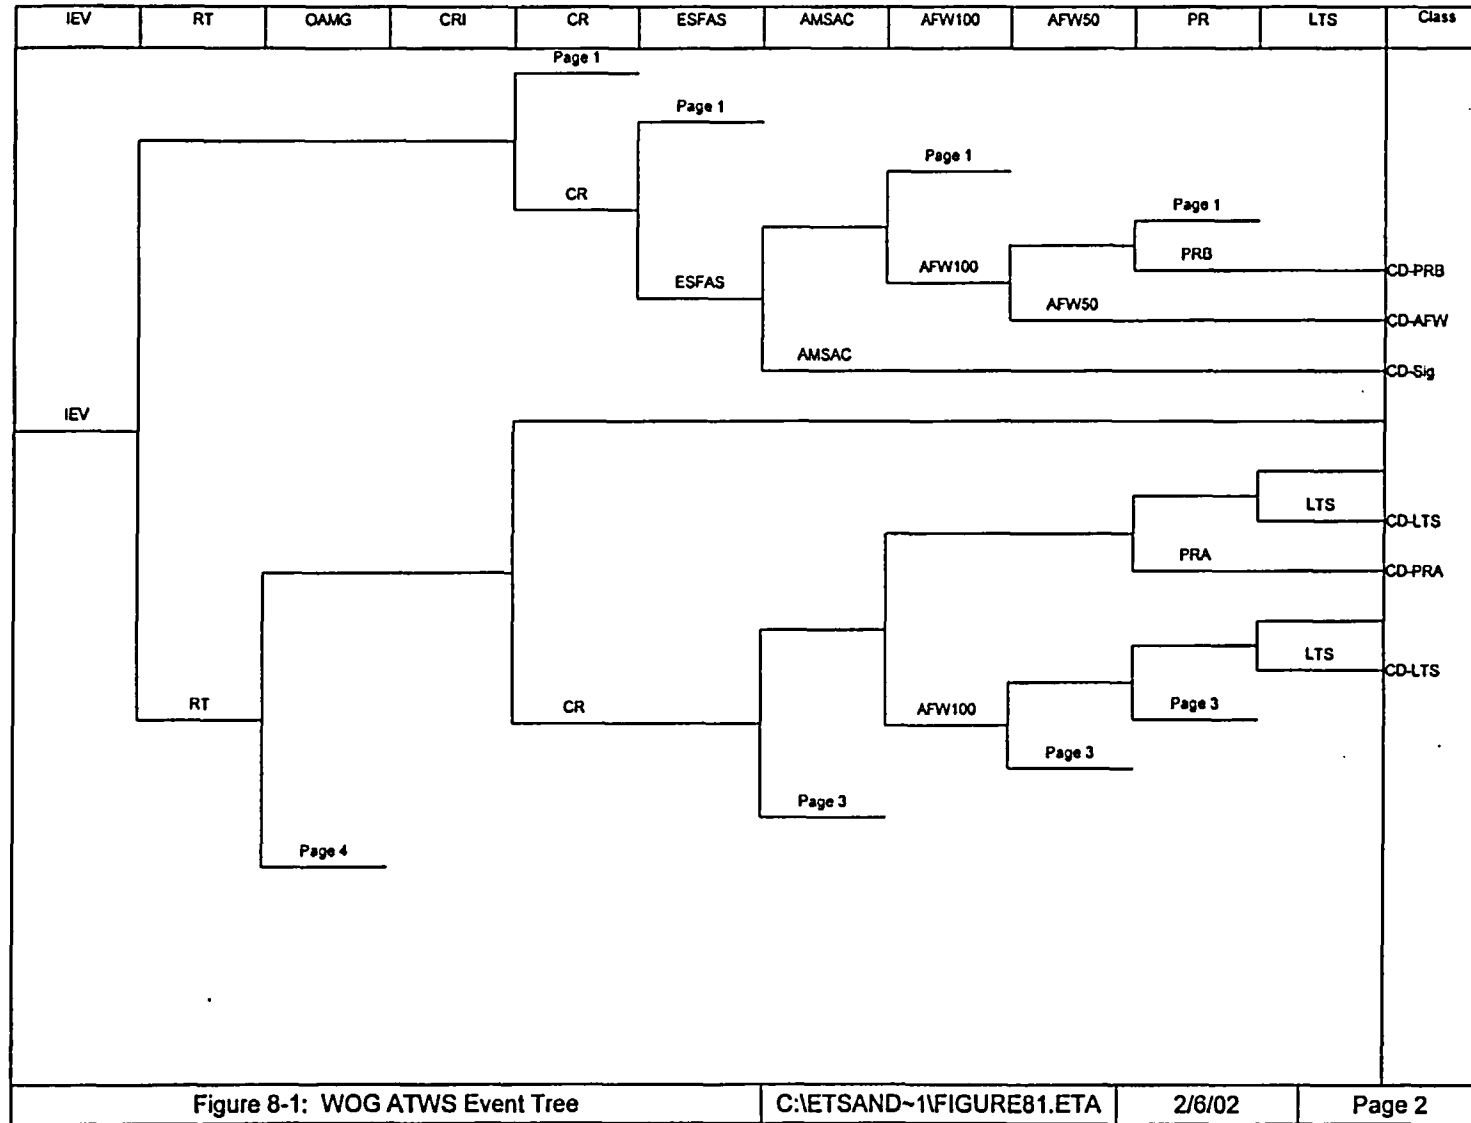 IEV RT OAMG CRI CR ESFAS AMSAC AFW100 AFW50 PR LTS Class
Page 1
Page 1
Page 1
CR
Page 1
PRB
AFW100
CD-PRB
ESFAS
AFW50
CD-AFW
AMSAC
CD-Sig
IEV
LTS
CD-LTS
PRA
CD-PRA
LTS
CD-LTS
RT
CR
AFW100
Page 3
Page 3
Page 3
Page 4
Figure 8-1: WOG ATWS Event Tree C:\ETSAND~1\FIGURE81.ETA 2/6/02 Page 2